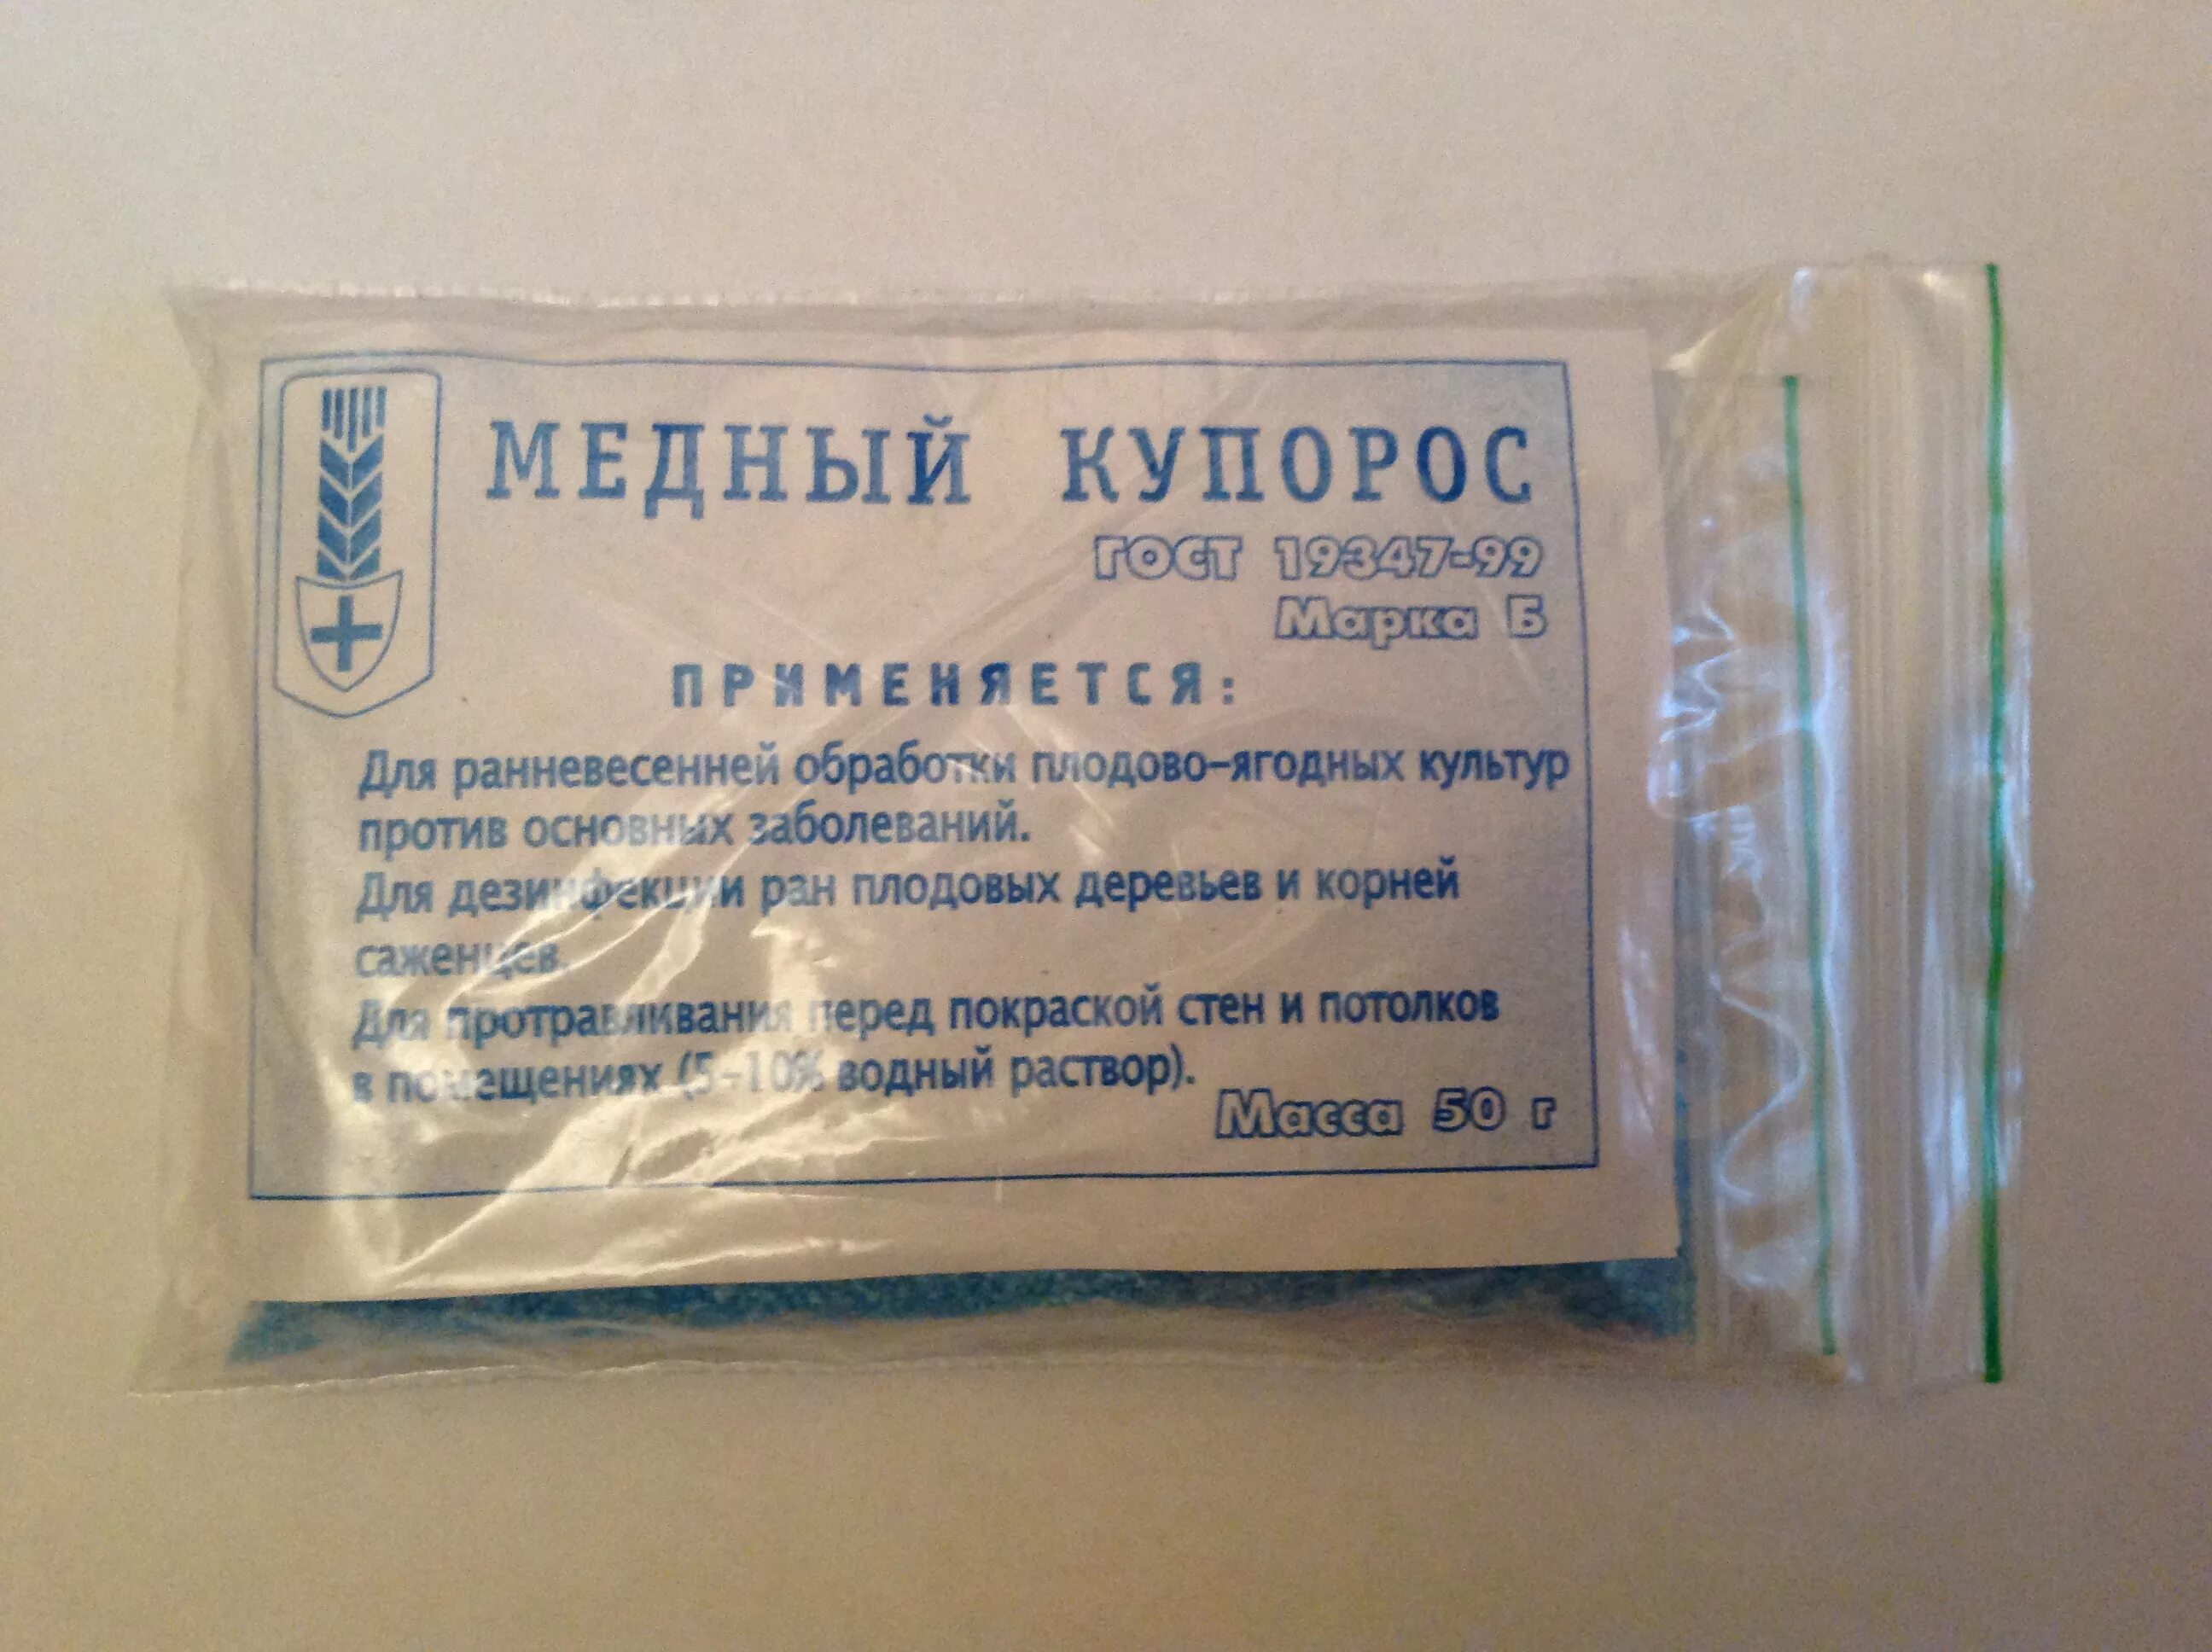 МЕДНЫЙ КУПОРОС
ГОСТ 19347-99
Марка Б
ПРИМЕНЯЕТСЯ:
Для ранневесенней обработки плодово-ягодных культур
против основных заболеваний.
Для дезинфекции ран плодовых деревьев и корней
саженцев.
Для протравливания перед покраской стен и потолков
в помещениях (5-10% водный раствор).
Масса 50 г